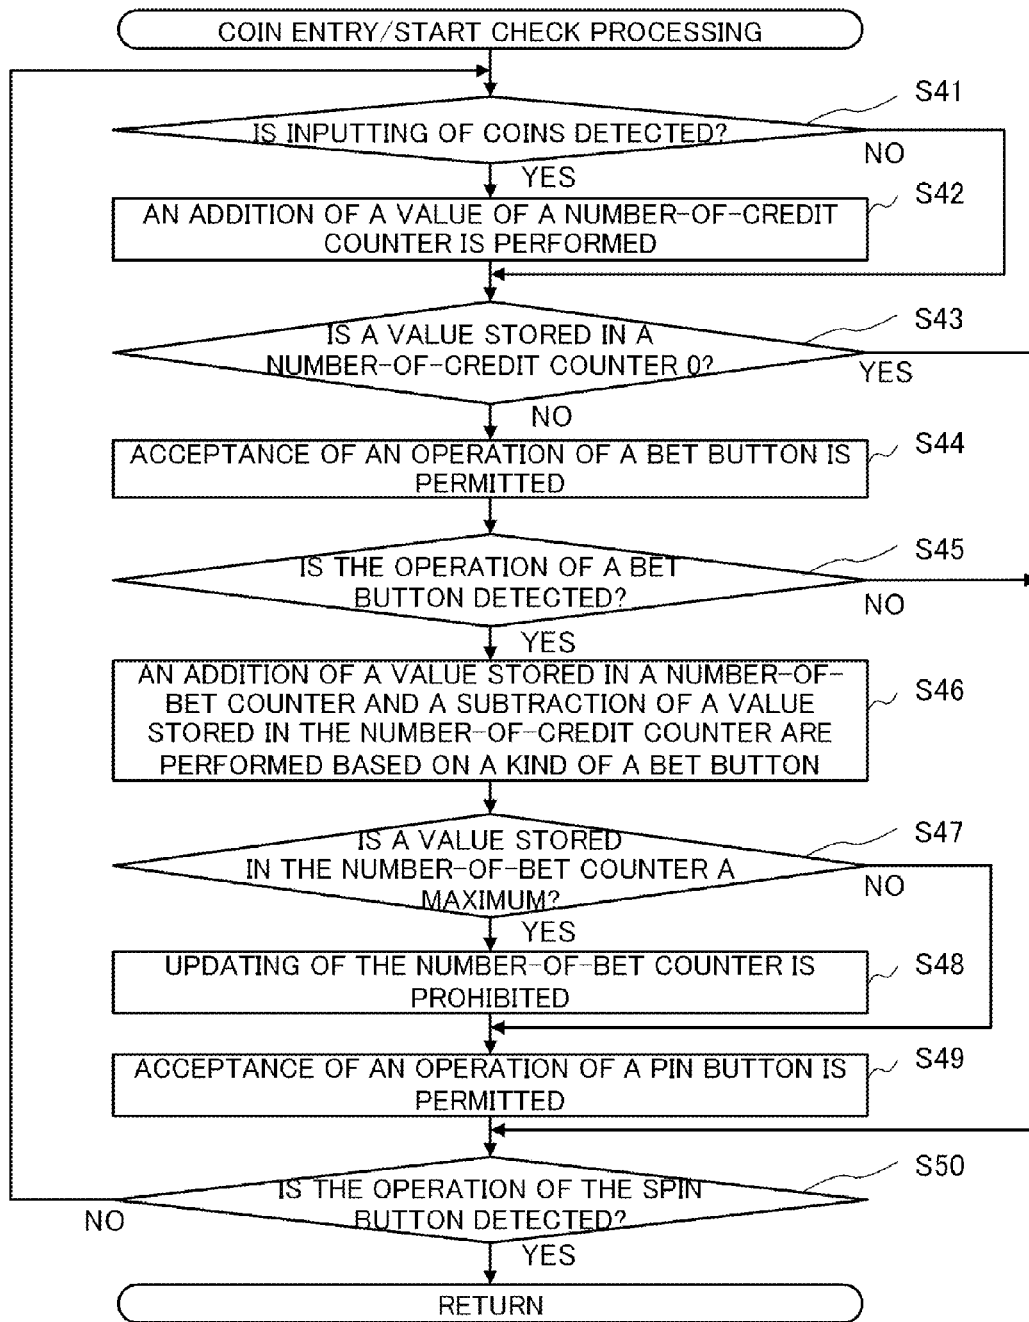 COIN ENTRY/START CHECK PROCESSING
S41
IS INPUTTING OF COINS DETECTED?
NO
YES
S42
AN ADDITION OF A VALUE OF A NUMBER-OF-CREDIT
COUNTER IS PERFORMED
S43
IS A VALUE STORED IN A
NUMBER-OF-CREDIT COUNTER 0?
YES
NO
S44
ACCEPTANCE OF AN OPERATION OF A BET BUTTON IS
PERMITTED
S45
IS THE OPERATION OF A BET
BUTTON DETECTED?
NO
YES
S46
AN ADDITION OF A VALUE STORED IN A NUMBER-OF-
BET COUNTER AND A SUBTRACTION OF A VALUE
STORED IN THE NUMBER-OF-CREDIT COUNTER ARE
PERFORMED BASED ON A KIND OF A BET BUTTON
S47
IS A VALUE STORED
IN THE NUMBER-OF-BET COUNTER A
MAXIMUM?
NO
YES
S48
UPDATING OF THE NUMBER-OF-BET COUNTER IS
PROHIBITED
S49
ACCEPTANCE OF AN OPERATION OF A PIN BUTTON IS
PERMITTED
S50
IS THE OPERATION OF THE SPIN
BUTTON DETECTED?
NO
YES
RETURN